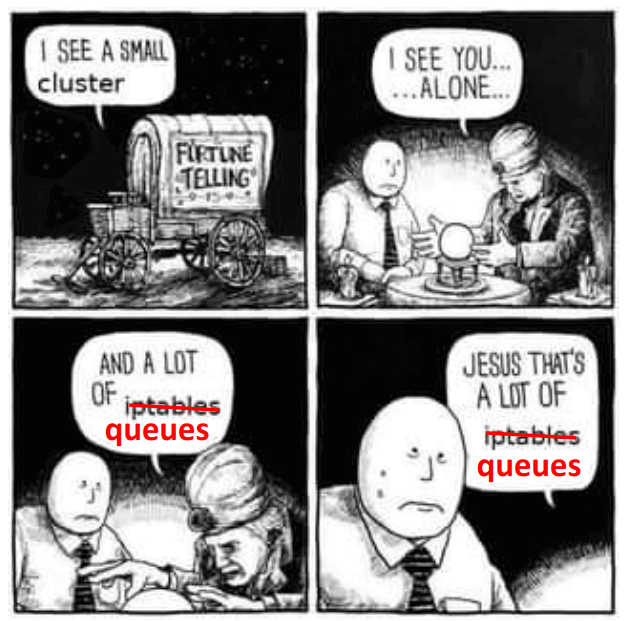 I SEE A SMALL
cluster
FORTUNE
TELLING
I SEE YOU...
...ALONE...
AND A LOT
OF iptables
queues
JESUS THAT'S
A LOT OF
iptables
queues